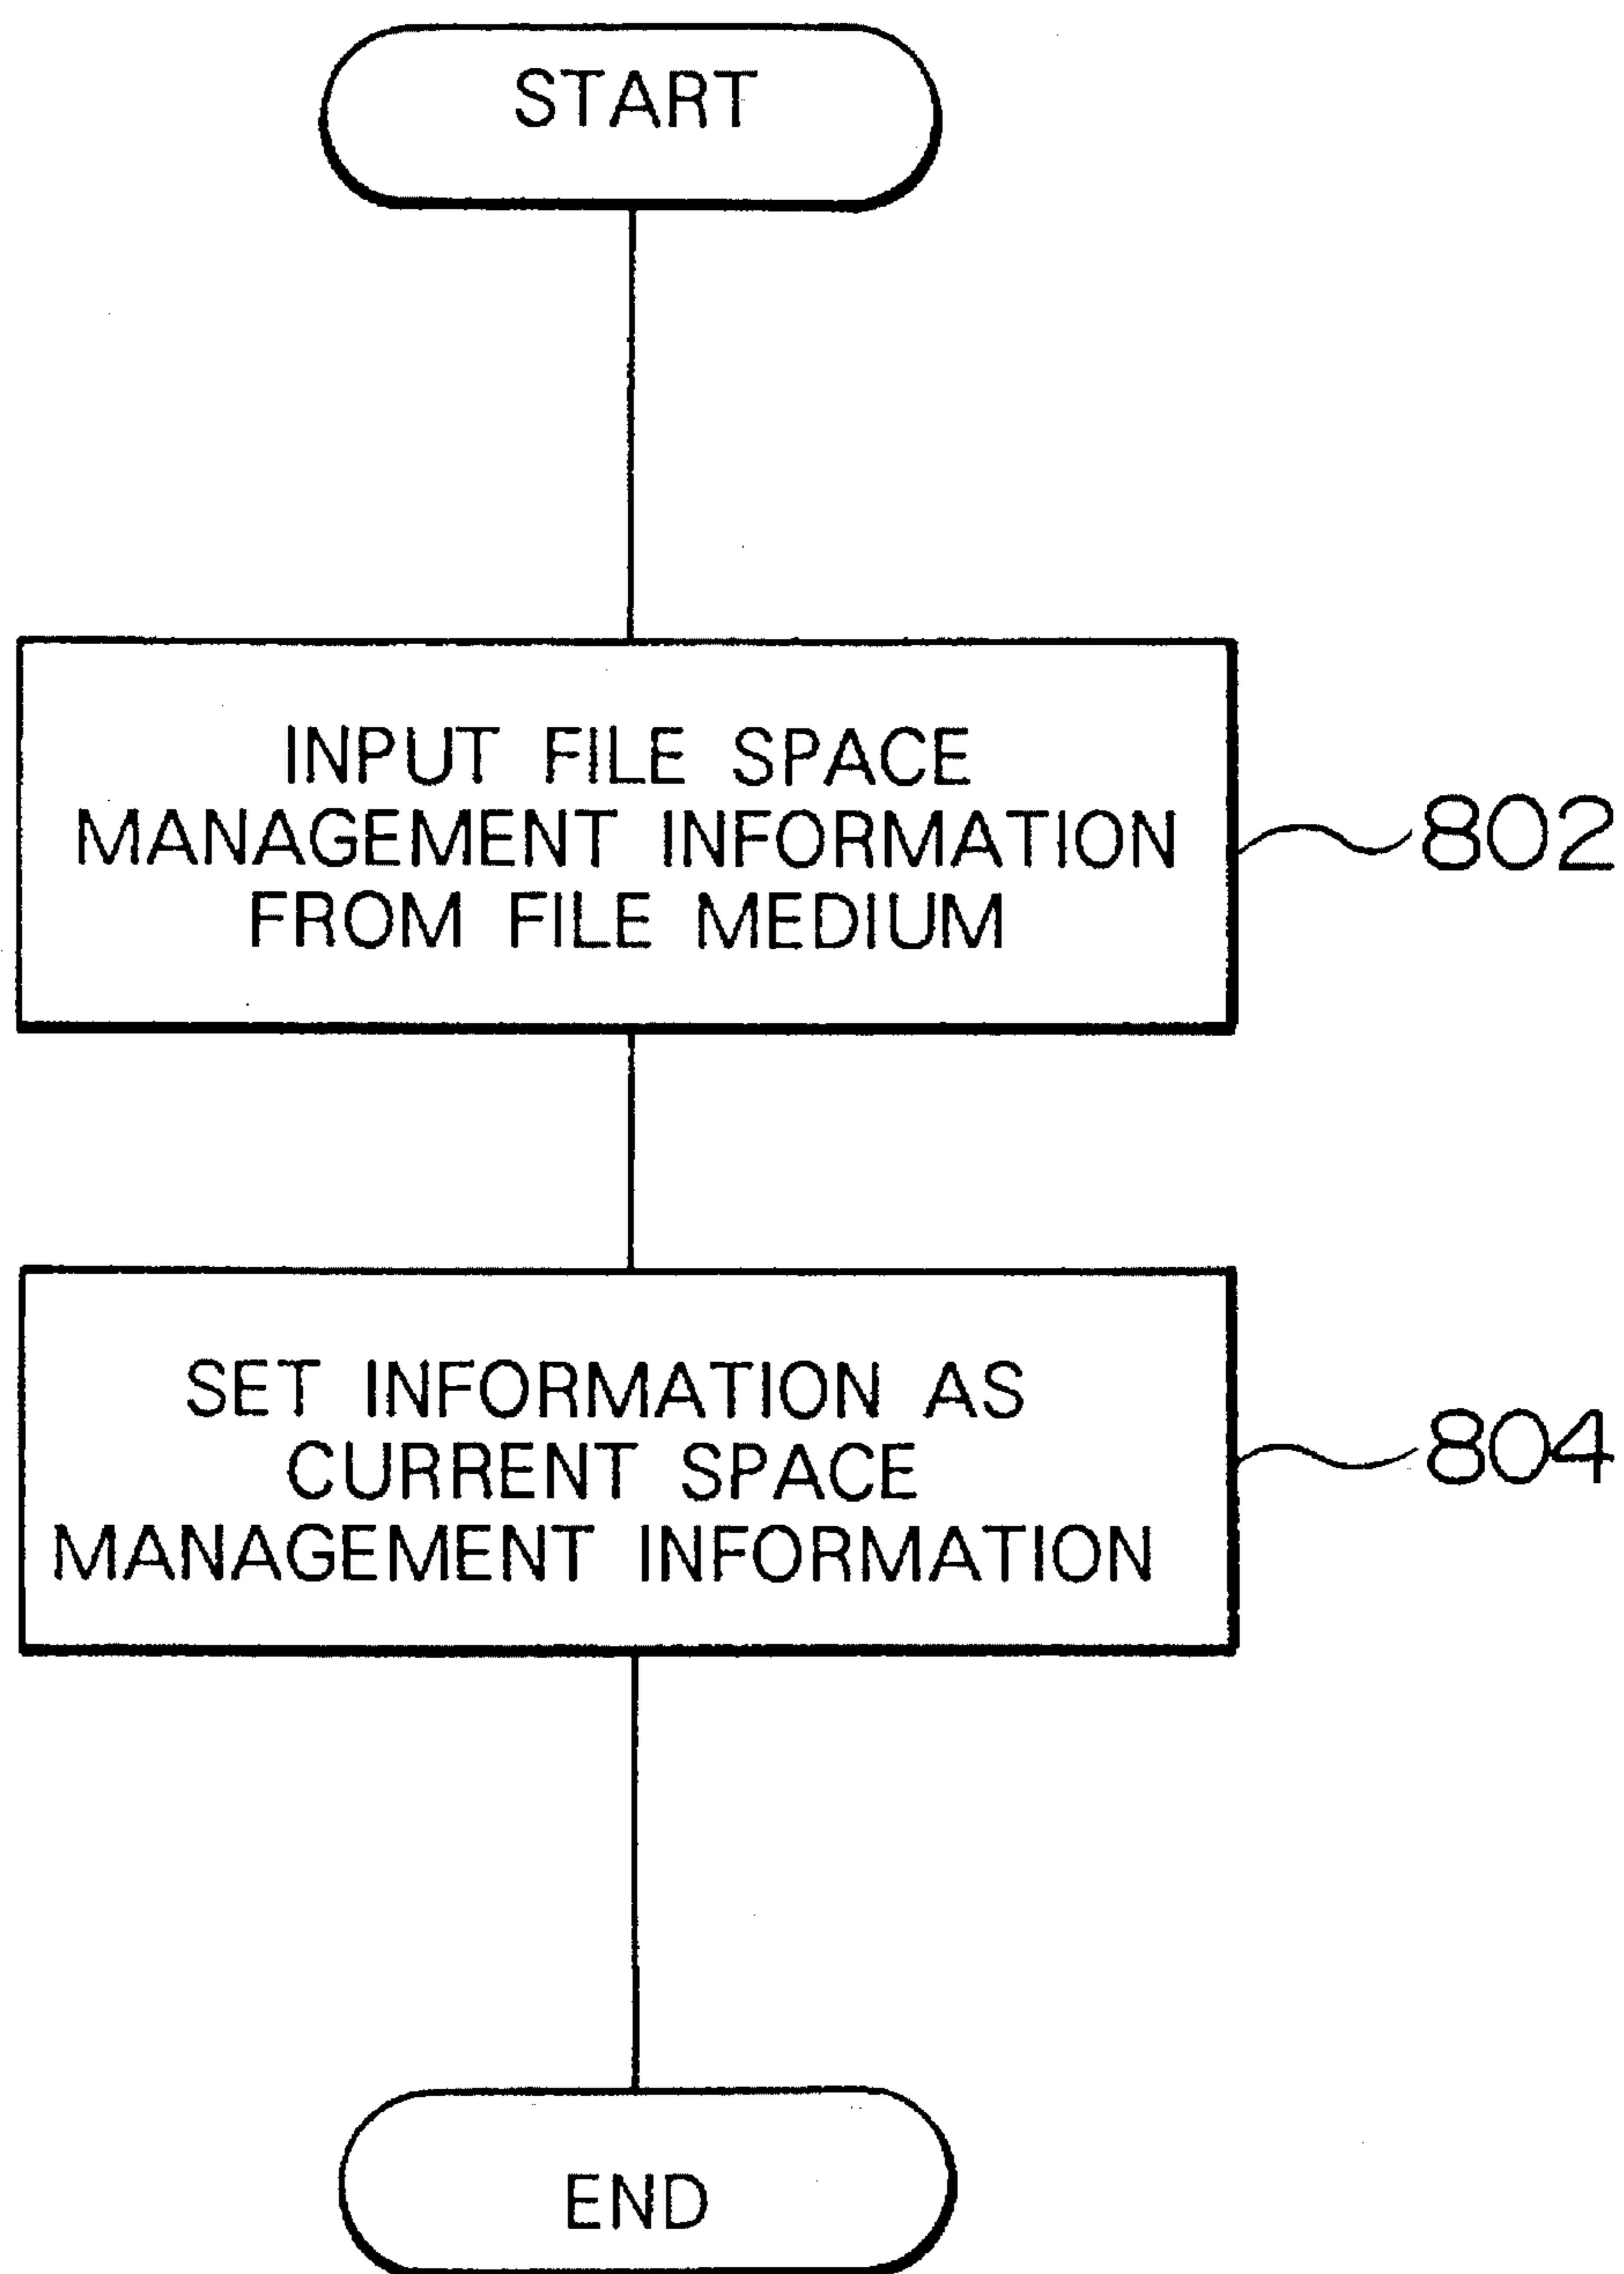 START
INPUT FILE SPACE
MANAGEMENT INFORMATION
FROM FILE MEDIUM
802
SET INFORMATION AS
CURRENT SPACE
MANAGEMENT INFORMATION
804
END